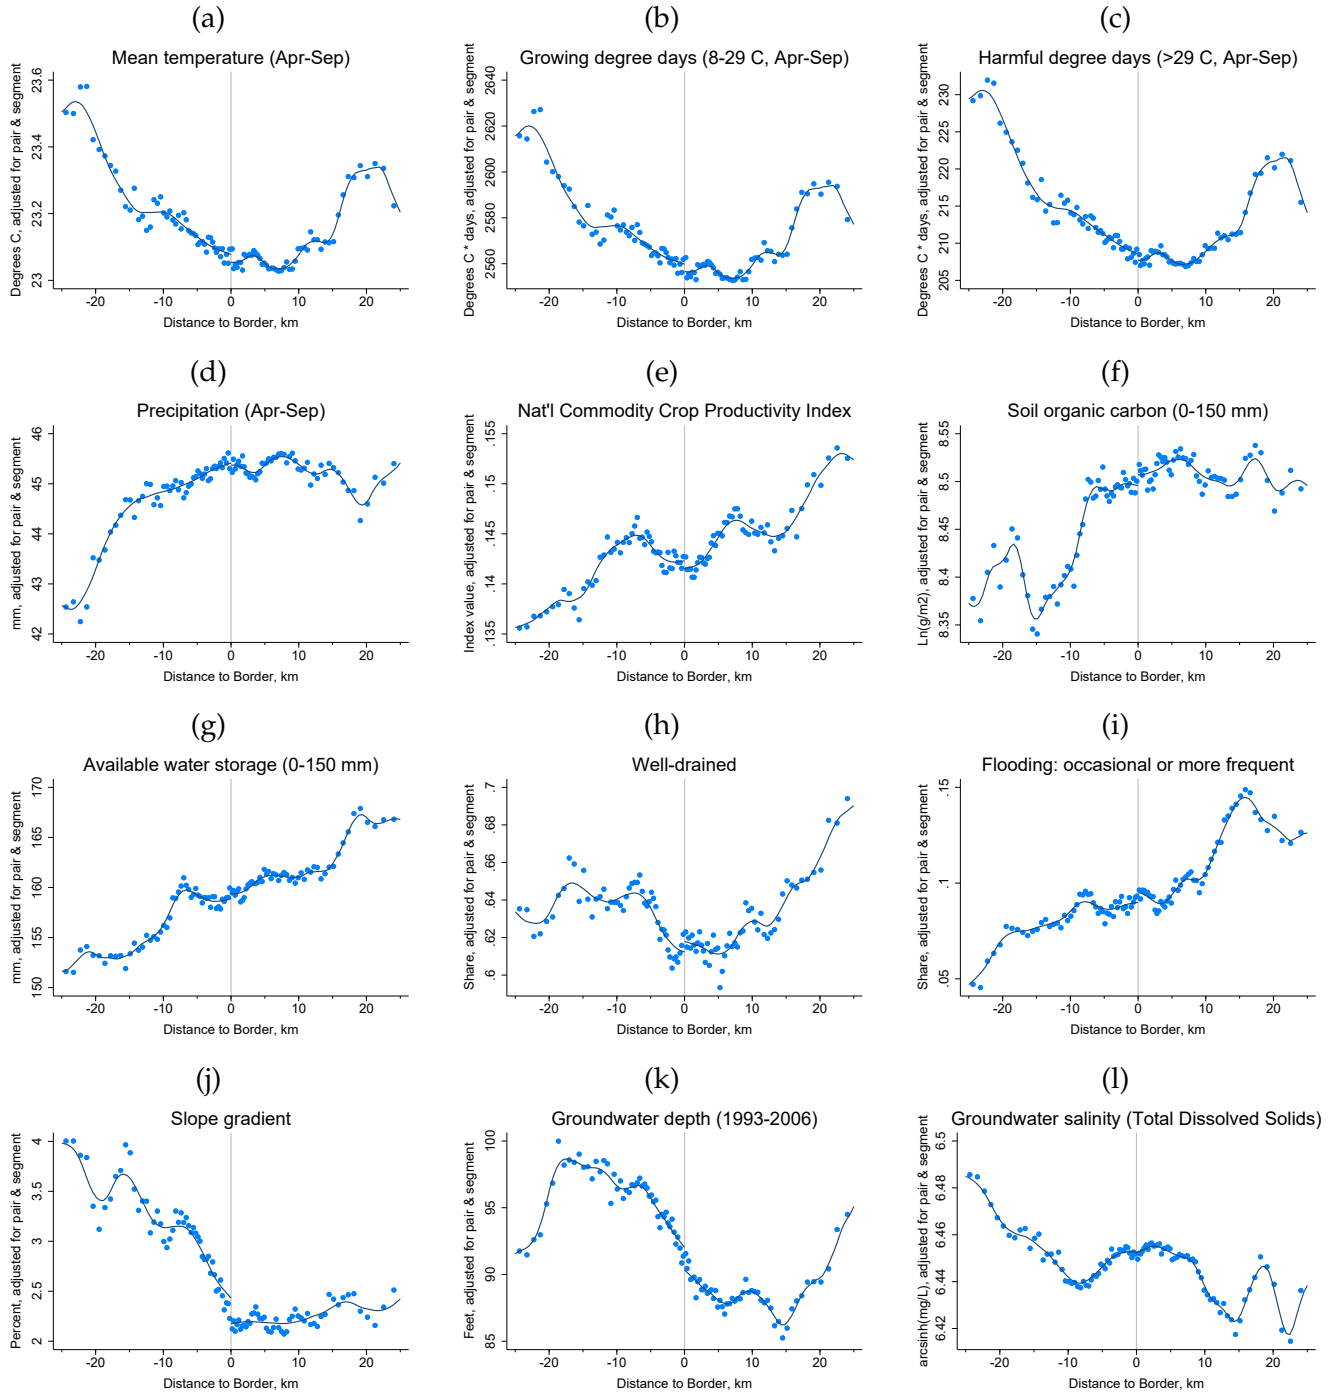 (a)
Mean temperature (Apr-Sep)
Degrees C, adjusted for pair & segment
23.6
23.4
23.2
23
-20 -10 0 10 20
Distance to Border, km
(b)
Growing degree days (8-29 C, Apr-Sep)
Degrees C * days, adjusted for pair & segment
2640
2620
2600
2580
2560
-20 -10 0 10 20
Distance to Border, km
(c)
Harmful degree days (>29 C, Apr-Sep)
Degrees C * days, adjusted for pair & segment
230
225
220
215
210
205
-20 -10 0 10 20
Distance to Border, km
(d)
Precipitation (Apr-Sep)
mm, adjusted for pair & segment
46
45
44
43
42
-20 -10 0 10 20
Distance to Border, km
(e)
Nat'l Commodity Crop Productivity Index
Index value, adjusted for pair & segment
.155
.15
.145
.14
.135
-20 -10 0 10 20
Distance to Border, km
(f)
Soil organic carbon (0-150 mm)
Ln(g/m2), adjusted for pair & segment
8.55
8.5
8.45
8.4
8.35
-20 -10 0 10 20
Distance to Border, km
(g)
Available water storage (0-150 mm)
mm, adjusted for pair & segment
170
165
160
155
150
-20 -10 0 10 20
Distance to Border, km
(h)
Well-drained
Share, adjusted for pair & segment
.7
.68
.66
.64
.62
.6
-20 -10 0 10 20
Distance to Border, km
(i)
Flooding: occasional or more frequent
Share, adjusted for pair & segment
.15
.1
.05
-20 -10 0 10 20
Distance to Border, km
(j)
Slope gradient
Percent, adjusted for pair & segment
4
3.5
3
2.5
2
-20 -10 0 10 20
Distance to Border, km
(k)
Groundwater depth (1993-2006)
Feet, adjusted for pair & segment
100
95
90
85
-20 -10 0 10 20
Distance to Border, km
(l)
Groundwater salinity (Total Dissolved Solids)
arcsinh(mg/L), adjusted for pair & segment
6.5
6.48
6.46
6.44
6.42
-20 -10 0 10 20
Distance to Border, km